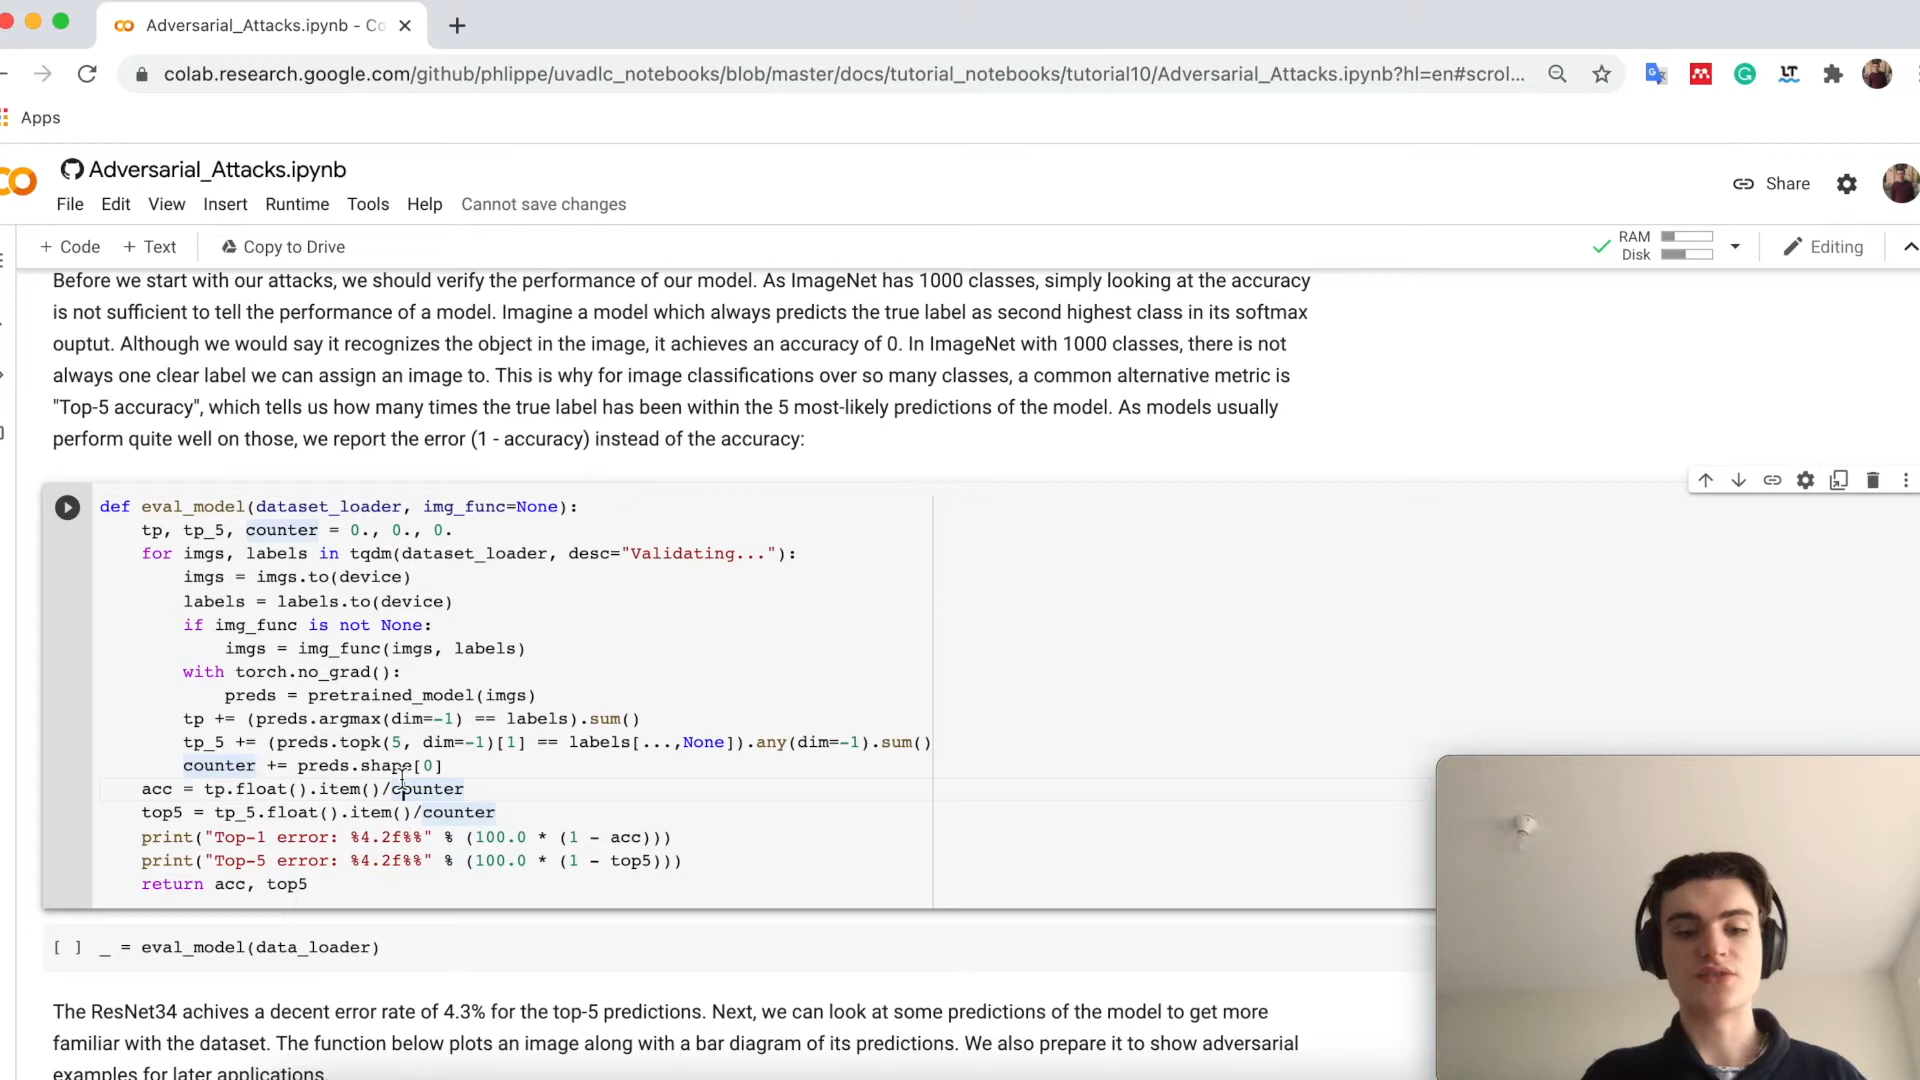 Adversarial_Attacks.ipynb - Co
colab.research.google.com/github/phlippe/uvadlc_notebooks/blob/master/docs/tutorial_notebooks/tutorial10/Adversarial_Attacks.ipynb?hl=en#scrol...
Apps
Adversarial_Attacks.ipynb
File Edit View Insert Runtime Tools Help Cannot save changes
Share
+ Code + Text Copy to Drive
RAM
Disk
Editing
Before we start with our attacks, we should verify the performance of our model. As ImageNet has 1000 classes, simply looking at the accuracy
is not sufficient to tell the performance of a model. Imagine a model which always predicts the true label as second highest class in its softmax
ouptut. Although we would say it recognizes the object in the image, it achieves an accuracy of 0. In ImageNet with 1000 classes, there is not
always one clear label we can assign an image to. This is why for image classifications over so many classes, a common alternative metric is
"Top-5 accuracy", which tells us how many times the true label has been within the 5 most-likely predictions of the model. As models usually
perform quite well on those, we report the error (1 - accuracy) instead of the accuracy:
def eval_model(dataset_loader, img_func=None):
    tp, tp_5, counter = 0., 0., 0.
    for imgs, labels in tqdm(dataset_loader, desc="Validating..."):
        imgs = imgs.to(device)
        labels = labels.to(device)
        if img_func is not None:
            imgs = img_func(imgs, labels)
        with torch.no_grad():
            preds = pretrained_model(imgs)
        tp += (preds.argmax(dim=-1) == labels).sum()
        tp_5 += (preds.topk(5, dim=-1)[1] == labels[...,None]).any(dim=-1).sum()
        counter += preds.shape[0]
    acc = tp.float().item()/counter
    top5 = tp_5.float().item()/counter
    print("Top-1 error: %4.2f%%" % (100.0 * (1 - acc)))
    print("Top-5 error: %4.2f%%" % (100.0 * (1 - top5)))
    return acc, top5
[ ] _ = eval_model(data_loader)
The ResNet34 achives a decent error rate of 4.3% for the top-5 predictions. Next, we can look at some predictions of the model to get more
familiar with the dataset. The function below plots an image along with a bar diagram of its predictions. We also prepare it to show adversarial
examples for later applications.